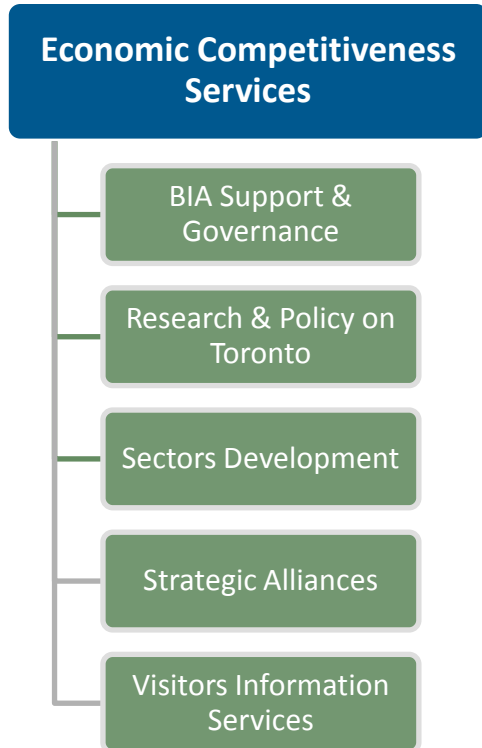 Economic Competitiveness
Services
BIA Support &
Governance
Research & Policy on
Toronto
Sectors Development
Strategic Alliances
Visitors Information
Services